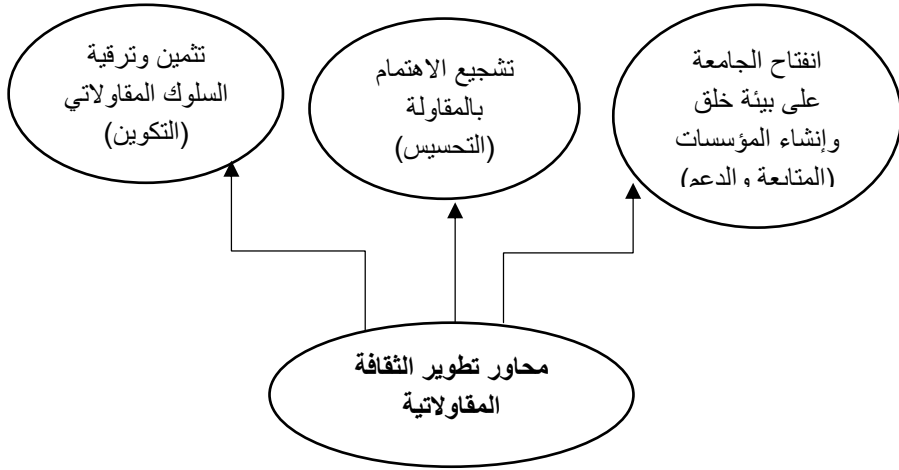 انفتاح الجامعة
على بيئة خلق
وإنشاء المؤسسات
(المتابعة والدعم)
تشجيع الاهتمام
بالمقاولة
(التحسيس)
تثمين وترقية
السلوك المقاولاتي
(التكوين)
محاور تطوير الثقافة
المقاولاتية